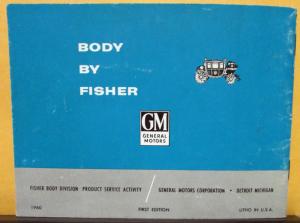 BODY
BY
FISHER
GM
GENERAL
MOTORS
FISHER BODY DIVISION PRODUCT SERVICE ACTIVITY / GENERAL MOTORS CORPORATION • DETROIT MICHIGAN
1960 FIRST EDITION LITHO IN U.S.A.